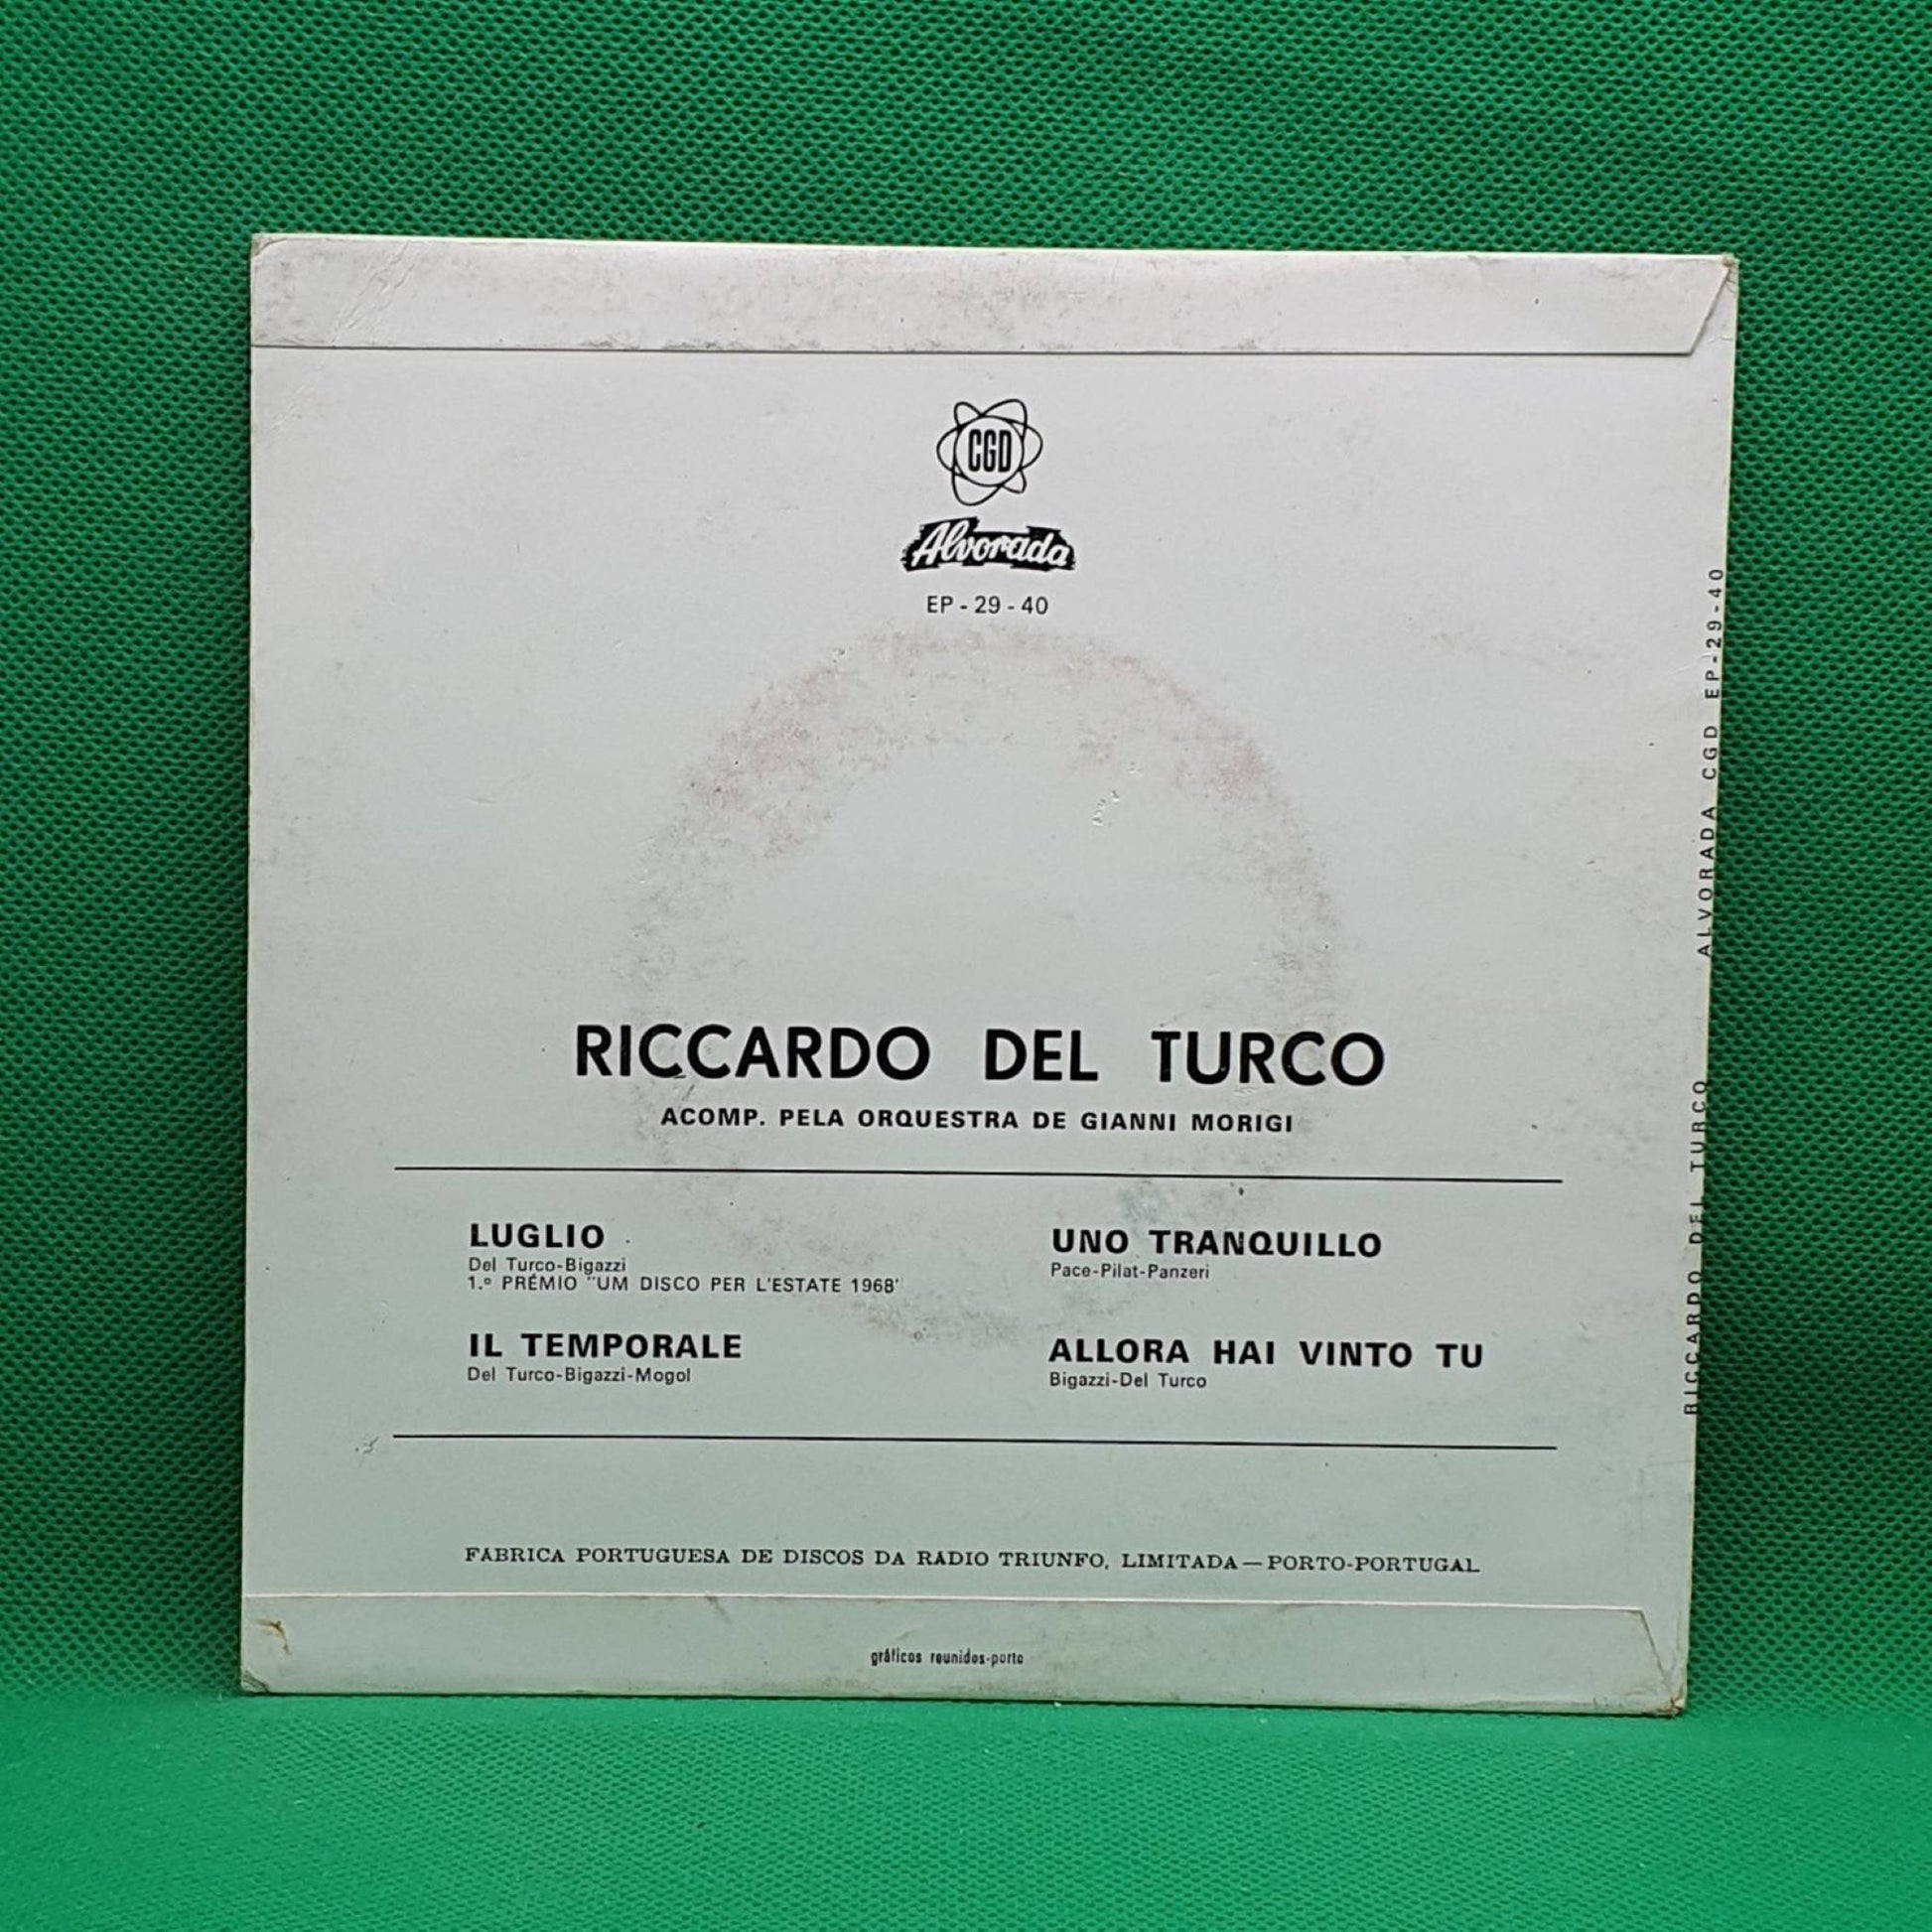 CGD
Alvorada
EP - 29 - 40
RICCARDO DEL TURCO
ACOMP. PELA ORQUESTRA DE GIANNI MORIGI
LUGLIO
Del Turco-Bigazzi
1.º PRÉMIO "UM DISCO PER L'ESTATE 1968'
IL TEMPORALE
Del Turco-Bigazzi-Mogol
UNO TRANQUILLO
Pace-Pilat-Panzeri
ALLORA HAI VINTO TU
Bigazzi-Del Turco
FÁBRICA PORTUGUESA DE DISCOS DA RÁDIO TRIUNFO, LIMITADA — PORTO-PORTUGAL
gráficos reunidos-porto
RICCARDO DEL TURCO ALVORADA CGD EP-29-40